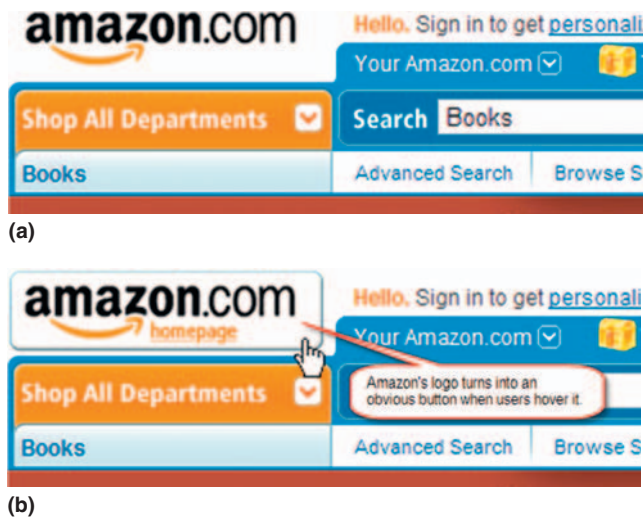 amazon.com
Hello. Sign in to get personali
Your Amazon.com
Shop All Departments
Search Books
Books
Advanced Search
Browse S
(a)
amazon.com
homepage
Hello. Sign in to get personali
Your Amazon.com
Shop All Departments
Amazon's logo turns into an
obvious button when users hover it.
Books
Advanced Search
Browse S
(b)